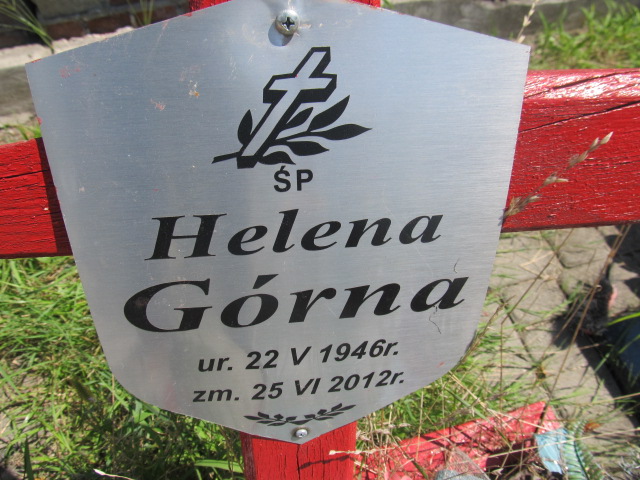 ŚP
Helena
Górna
ur. 22 V 1946r.
zm. 25 VI 2012r.